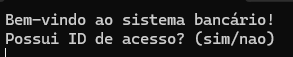 Bem-vindo ao sistema bancário!
Possui ID de acesso? (sim/nao)